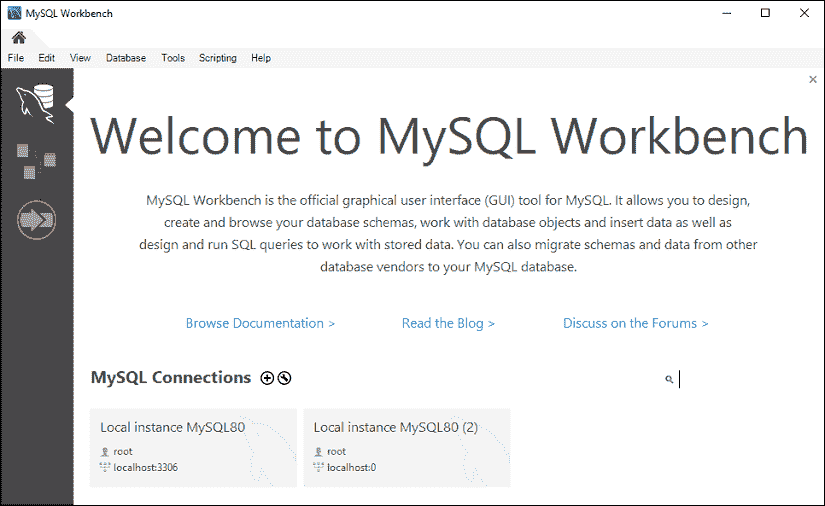 MySQL Workbench
File Edit View Database Tools Scripting Help
Welcome to MySQL Workbench
MySQL Workbench is the official graphical user interface (GUI) tool for MySQL. It allows you to design,
create and browse your database schemas, work with database objects and insert data as well as
design and run SQL queries to work with stored data. You can also migrate schemas and data from other
database vendors to your MySQL database.
Browse Documentation > Read the Blog > Discuss on the Forums >
MySQL Connections
Local instance MySQL80 Local instance MySQL80 (2)
root root
localhost:3306 localhost:0